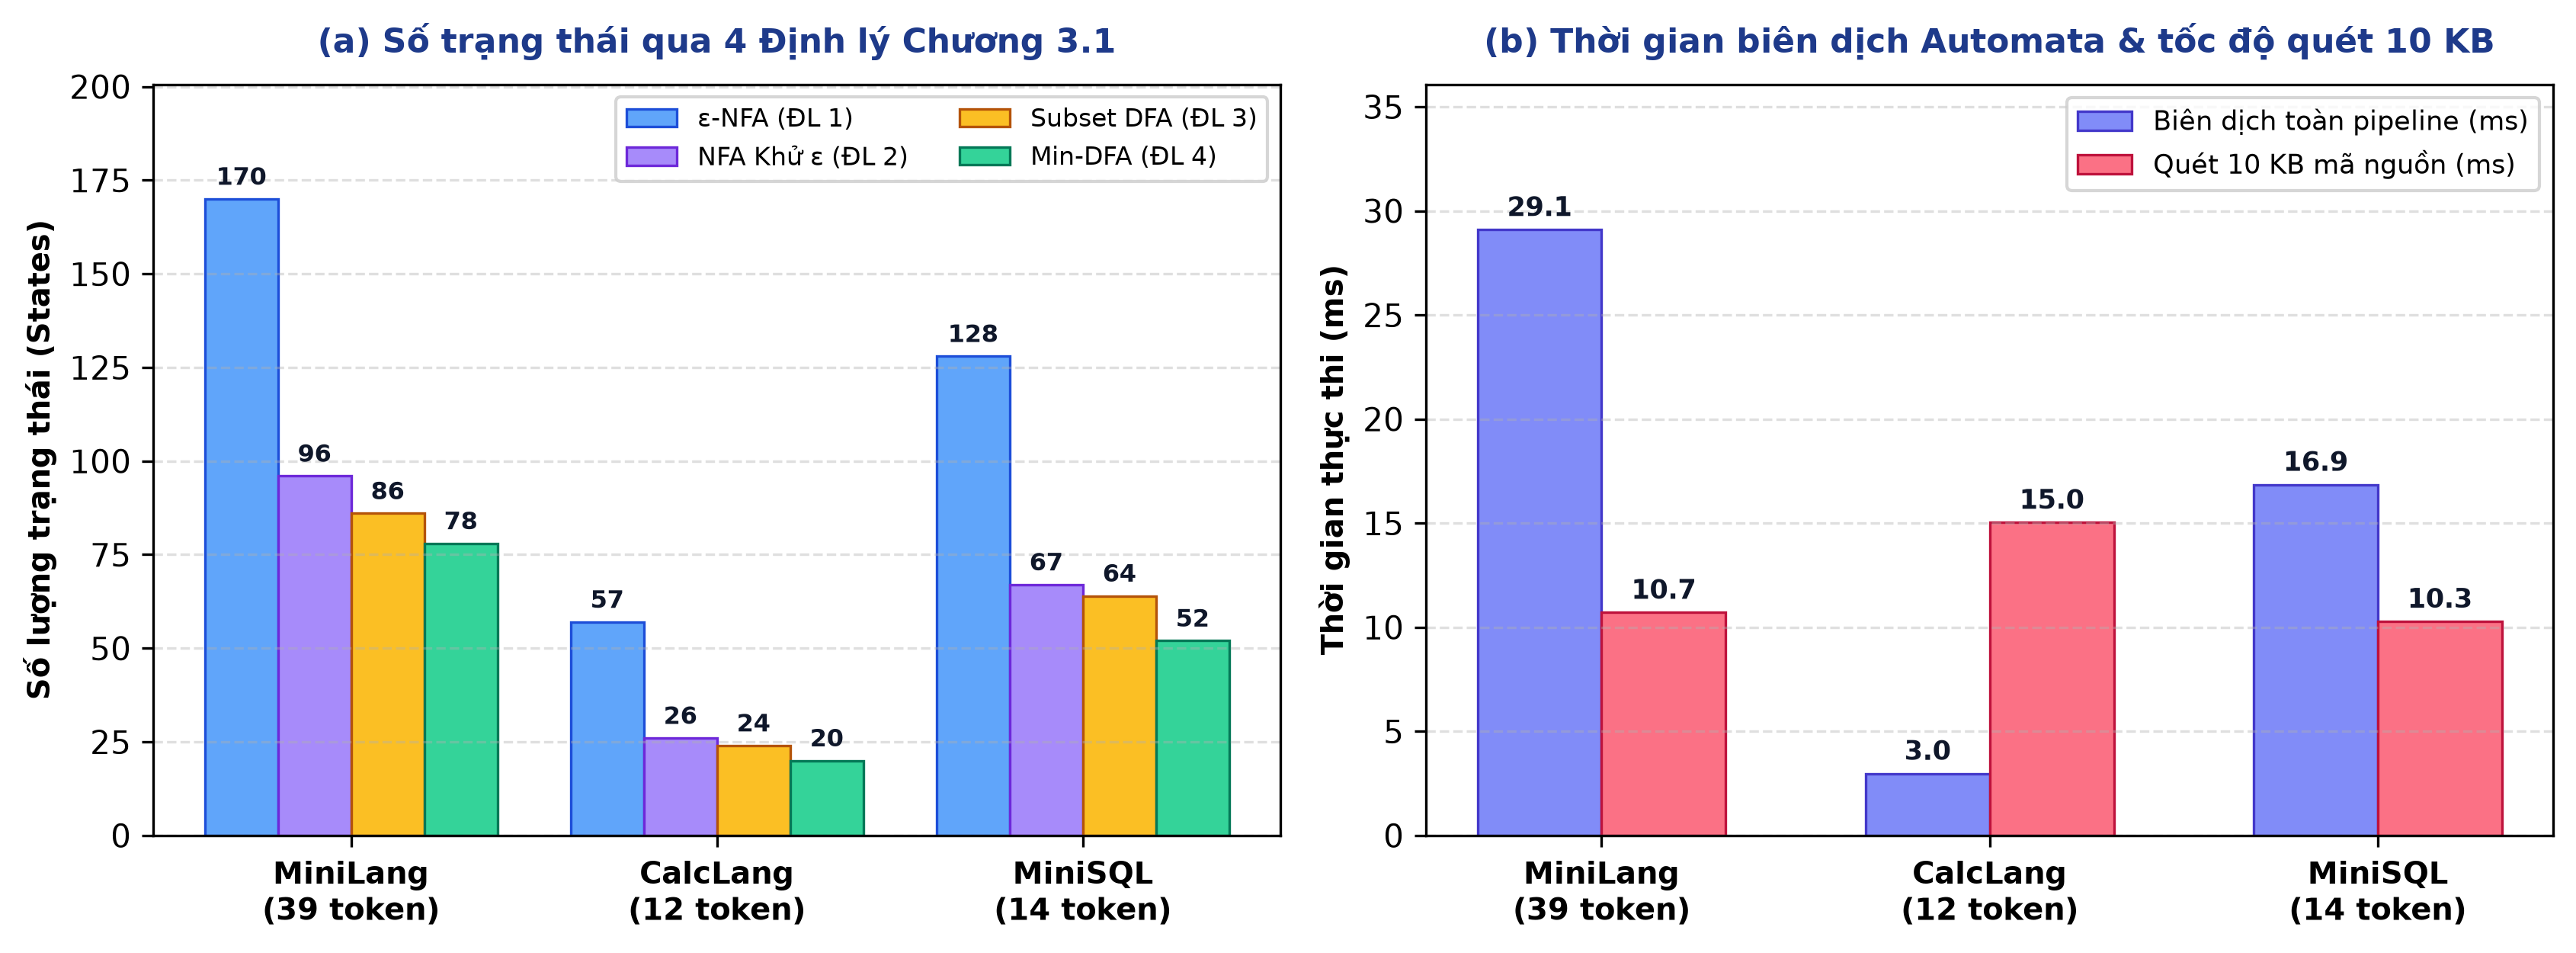 (a) Số trạng thái qua 4 Định lý Chương 3.1
Số lượng trạng thái (States)
200
175
150
125
100
75
50
25
0
ε-NFA (ĐL 1)
NFA Khử ε (ĐL 2)
Subset DFA (ĐL 3)
Min-DFA (ĐL 4)
170
96
86
78
57
26
24
20
128
67
64
52
MiniLang
(39 token)
CalcLang
(12 token)
MiniSQL
(14 token)
(b) Thời gian biên dịch Automata & tốc độ quét 10 KB
Thời gian thực thi (ms)
35
30
25
20
15
10
5
0
Biên dịch toàn pipeline (ms)
Quét 10 KB mã nguồn (ms)
29.1
10.7
3.0
15.0
16.9
10.3
MiniLang
(39 token)
CalcLang
(12 token)
MiniSQL
(14 token)